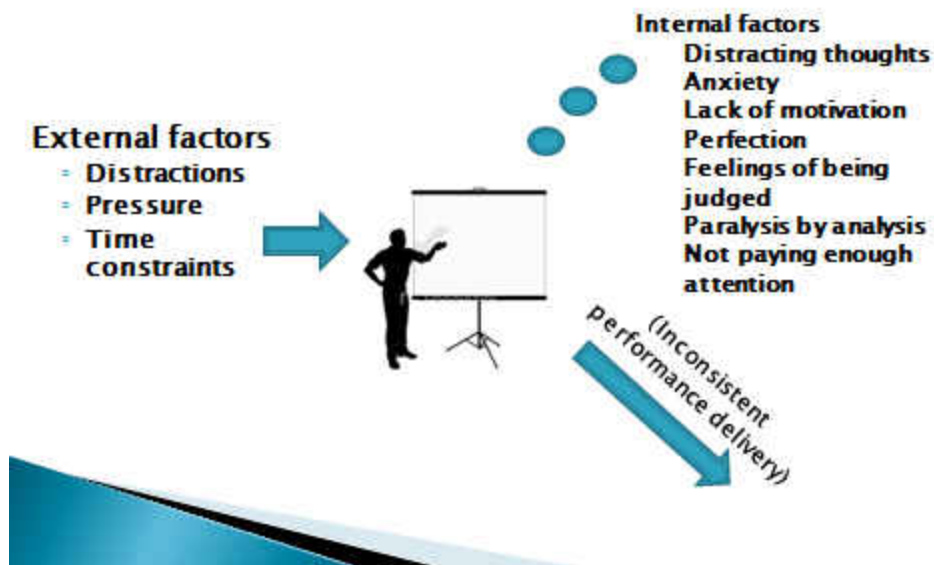 External factors
Distractions
Pressure
Time
constraints
Internal factors
Distracting thoughts
Anxiety
Lack of motivation
Perfection
Feelings of being
judged
Paralysis by analysis
Not paying enough
attention
(Inconsistent
performance delivery)